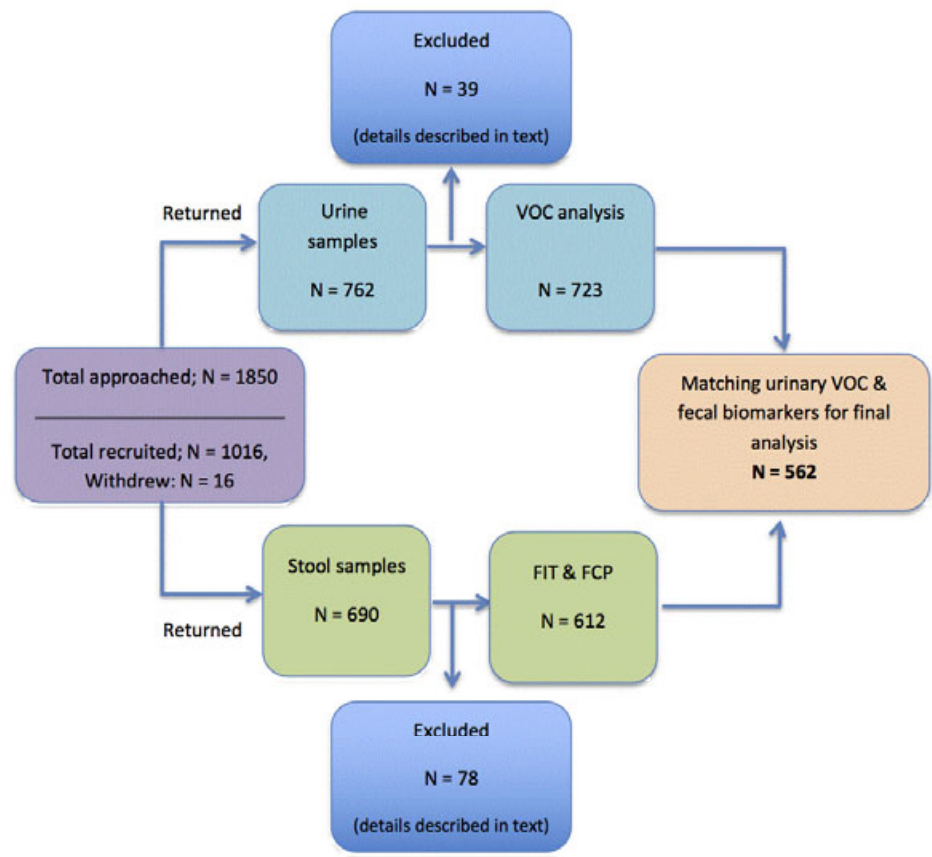 Excluded
N = 39
(details described in text)
Returned
Urine
samples
N = 762
VOC analysis
N = 723
Total approached; N = 1850
Total recruited; N = 1016,
Withdrew: N = 16
Matching urinary VOC &
fecal biomarkers for final
analysis
N = 562
Returned
Stool samples
N = 690
FIT & FCP
N = 612
Excluded
N = 78
(details described in text)